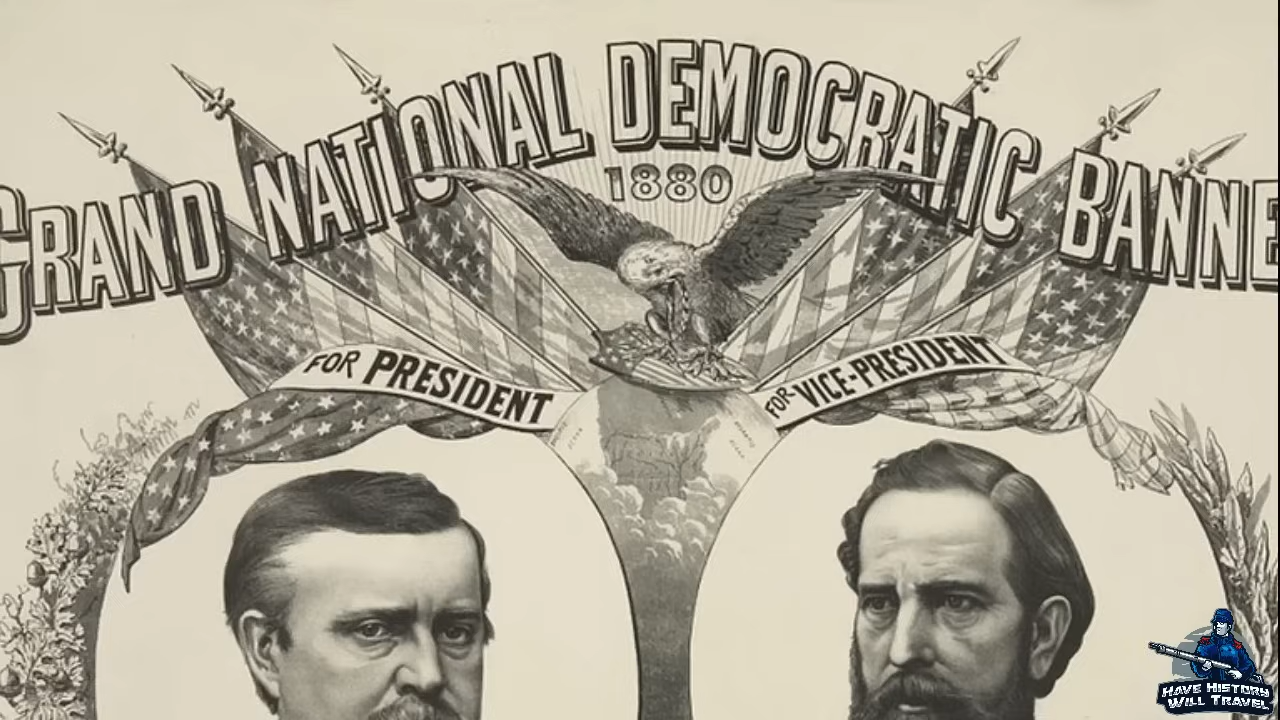 GRAND NATIONAL DEMOCRATIC BANNE
1880
FOR PRESIDENT
FOR VICE-PRESIDENT
HAVE HISTORY
WILL TRAVEL